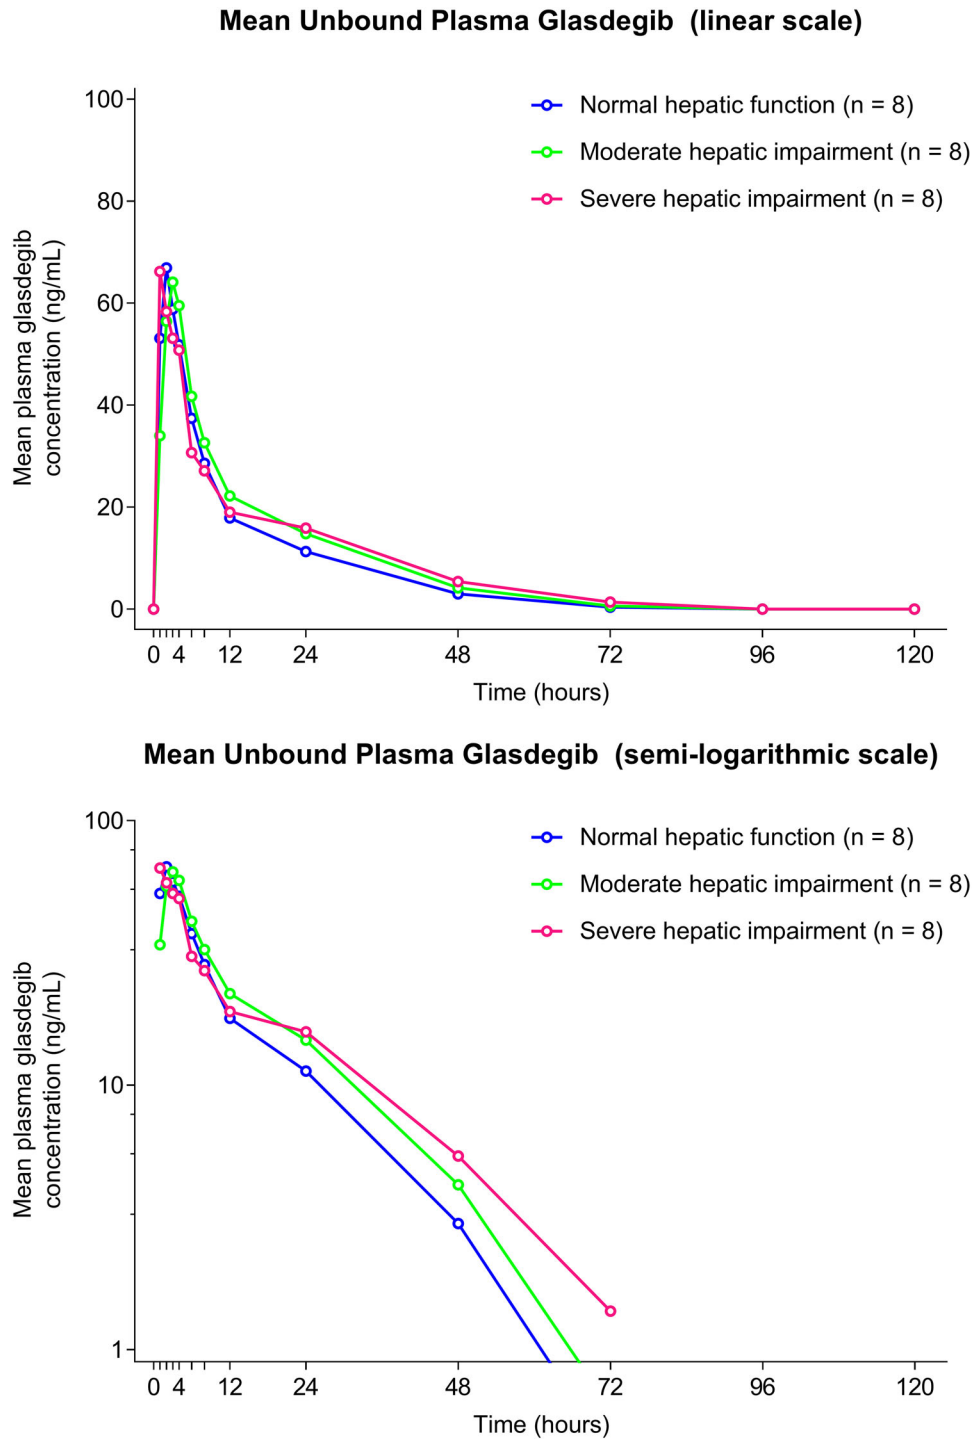 Mean Unbound Plasma Glasdegib (linear scale)
Normal hepatic function (n = 8)
Moderate hepatic impairment (n = 8)
Severe hepatic impairment (n = 8)
Mean plasma glasdegib
concentration (ng/mL)
100
80
60
40
20
0
0 4 12 24 48 72 96 120
Time (hours)
Mean Unbound Plasma Glasdegib (semi-logarithmic scale)
Normal hepatic function (n = 8)
Moderate hepatic impairment (n = 8)
Severe hepatic impairment (n = 8)
Mean plasma glasdegib
concentration (ng/mL)
100
10
1
0 4 12 24 48 72 96 120
Time (hours)